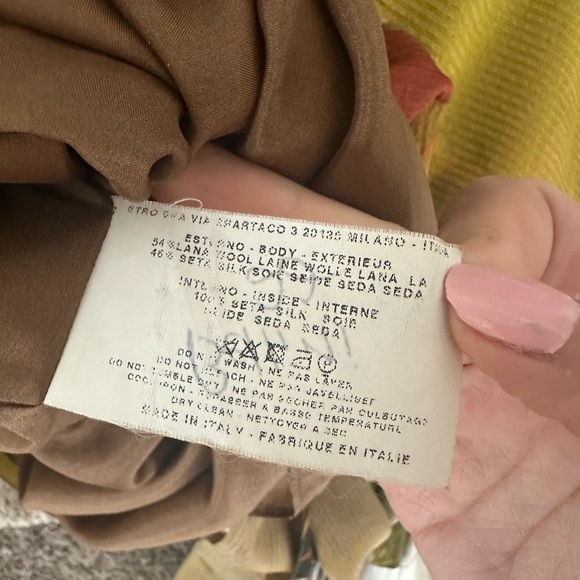 ETRO SPA VIA SPARTACO 3 20135 MILANO - ITALIA
ESTERNO - BODY - EXTERIEUR
54%LANA WOOL LAINE WOLLE LANA LA
46% SETA SILK SOIE SEIDE SEDA SEDA
INTERNO - INSIDE - INTERNE
100% SETA SILK SOIE
SEIDE SEDA SEDA
DO NOT WASH - NE PAS LAVER
DO NOT BLEACH - NE PAS JAVELLISER
DO NOT TUMBLE DRY - NE PAS SECHER PAR CULBUTAGE
COOL IRON - REPASSER A BASSE TEMPERATURE
DRY CLEAN - NETTOYER A SEC
MADE IN ITALY - FABRIQUE EN ITALIE